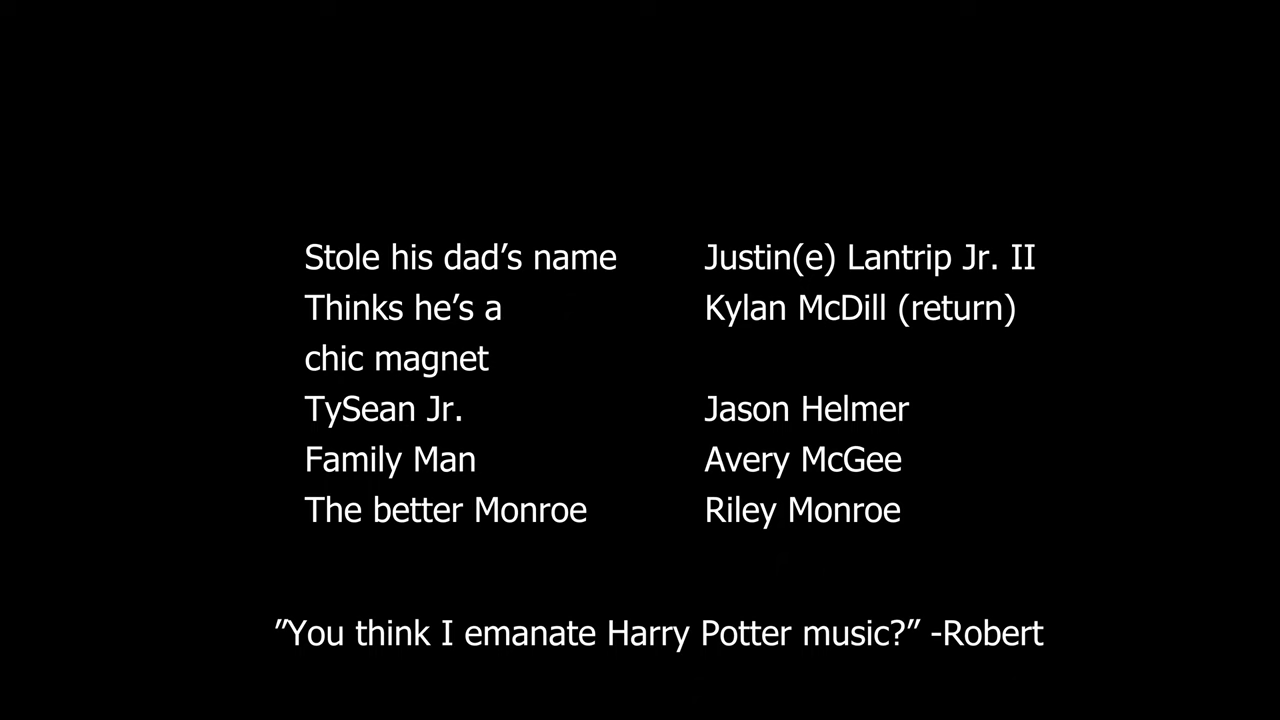 Stole his dad’s name Justin(e) Lantrip Jr. II
Thinks he’s a Kylan McDill (return)
chic magnet
TySean Jr. Jason Helmer
Family Man Avery McGee
The better Monroe Riley Monroe
”You think I emanate Harry Potter music?” -Robert